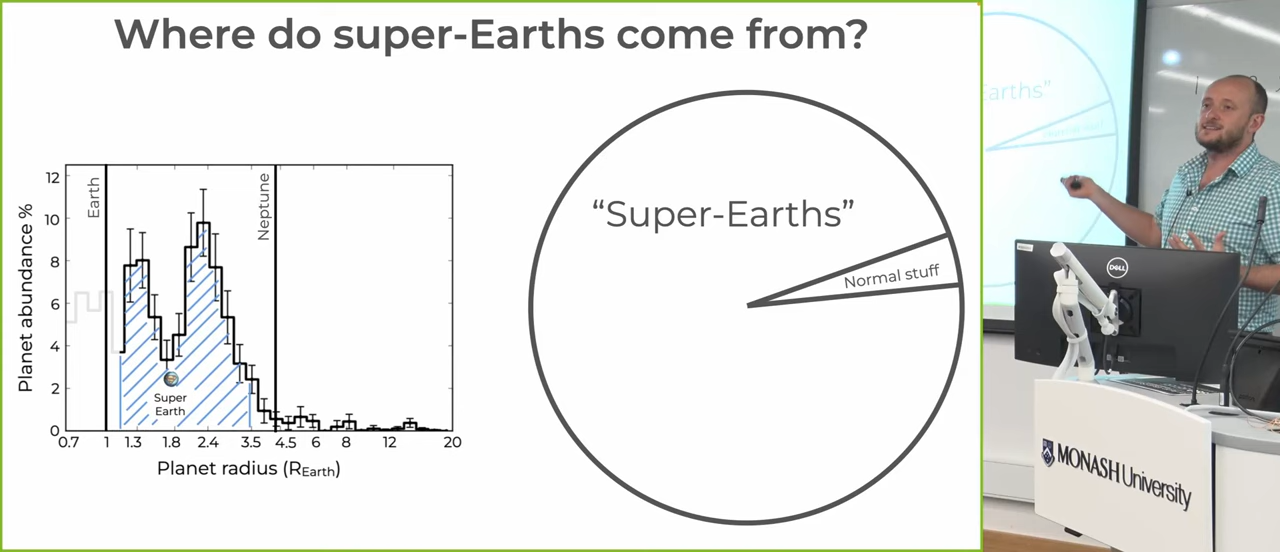 Where do super-Earths come from?
Planet abundance %
12
10
8
6
4
2
0
Earth
Neptune
Super
Earth
0.7 1 1.3 1.8 2.4 3.5 4.5 6 8 12 20
Planet radius (REarth)
“Super-Earths”
Normal stuff
arths”
DELL
MONASH University